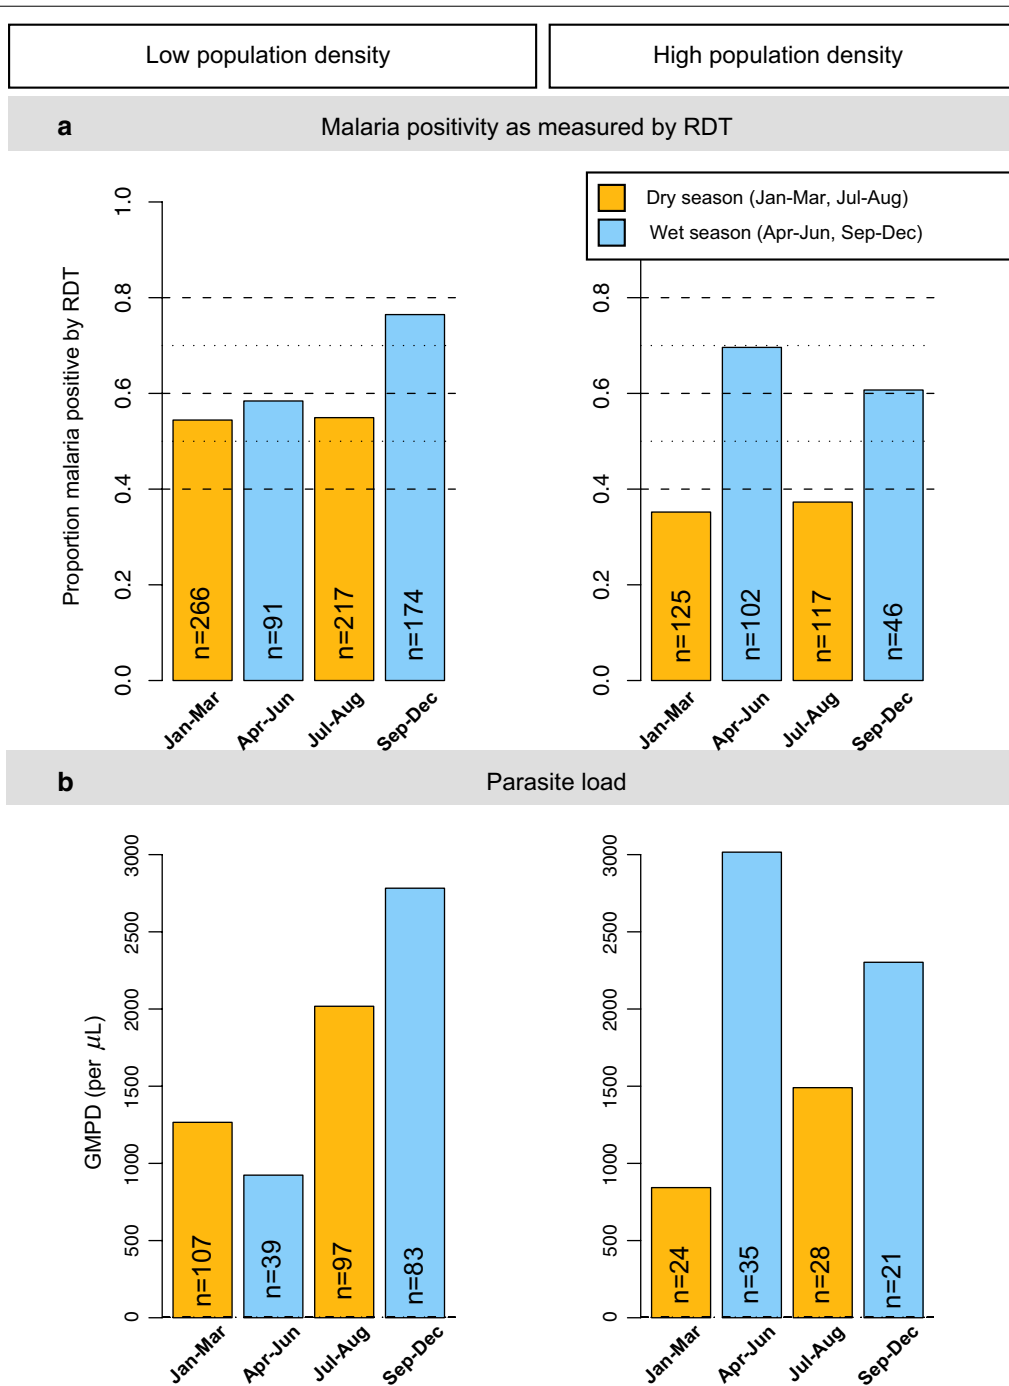 Low population density
High population density
a Malaria positivity as measured by RDT
Dry season (Jan-Mar, Jul-Aug)
Wet season (Apr-Jun, Sep-Dec)
Proportion malaria positive by RDT
1.0
0.8
0.6
0.4
0.2
0.0
n=266
n=91
n=217
n=174
Jan-Mar
Apr-Jun
Jul-Aug
Sep-Dec
0.8
0.6
0.4
0.2
0.0
n=125
n=102
n=117
n=46
Jan-Mar
Apr-Jun
Jul-Aug
Sep-Dec
b Parasite load
GMPD (per μL)
3000
2500
2000
1500
1000
500
0
n=107
n=39
n=97
n=83
Jan-Mar
Apr-Jun
Jul-Aug
Sep-Dec
3000
2500
2000
1500
1000
500
0
n=24
n=35
n=28
n=21
Jan-Mar
Apr-Jun
Jul-Aug
Sep-Dec